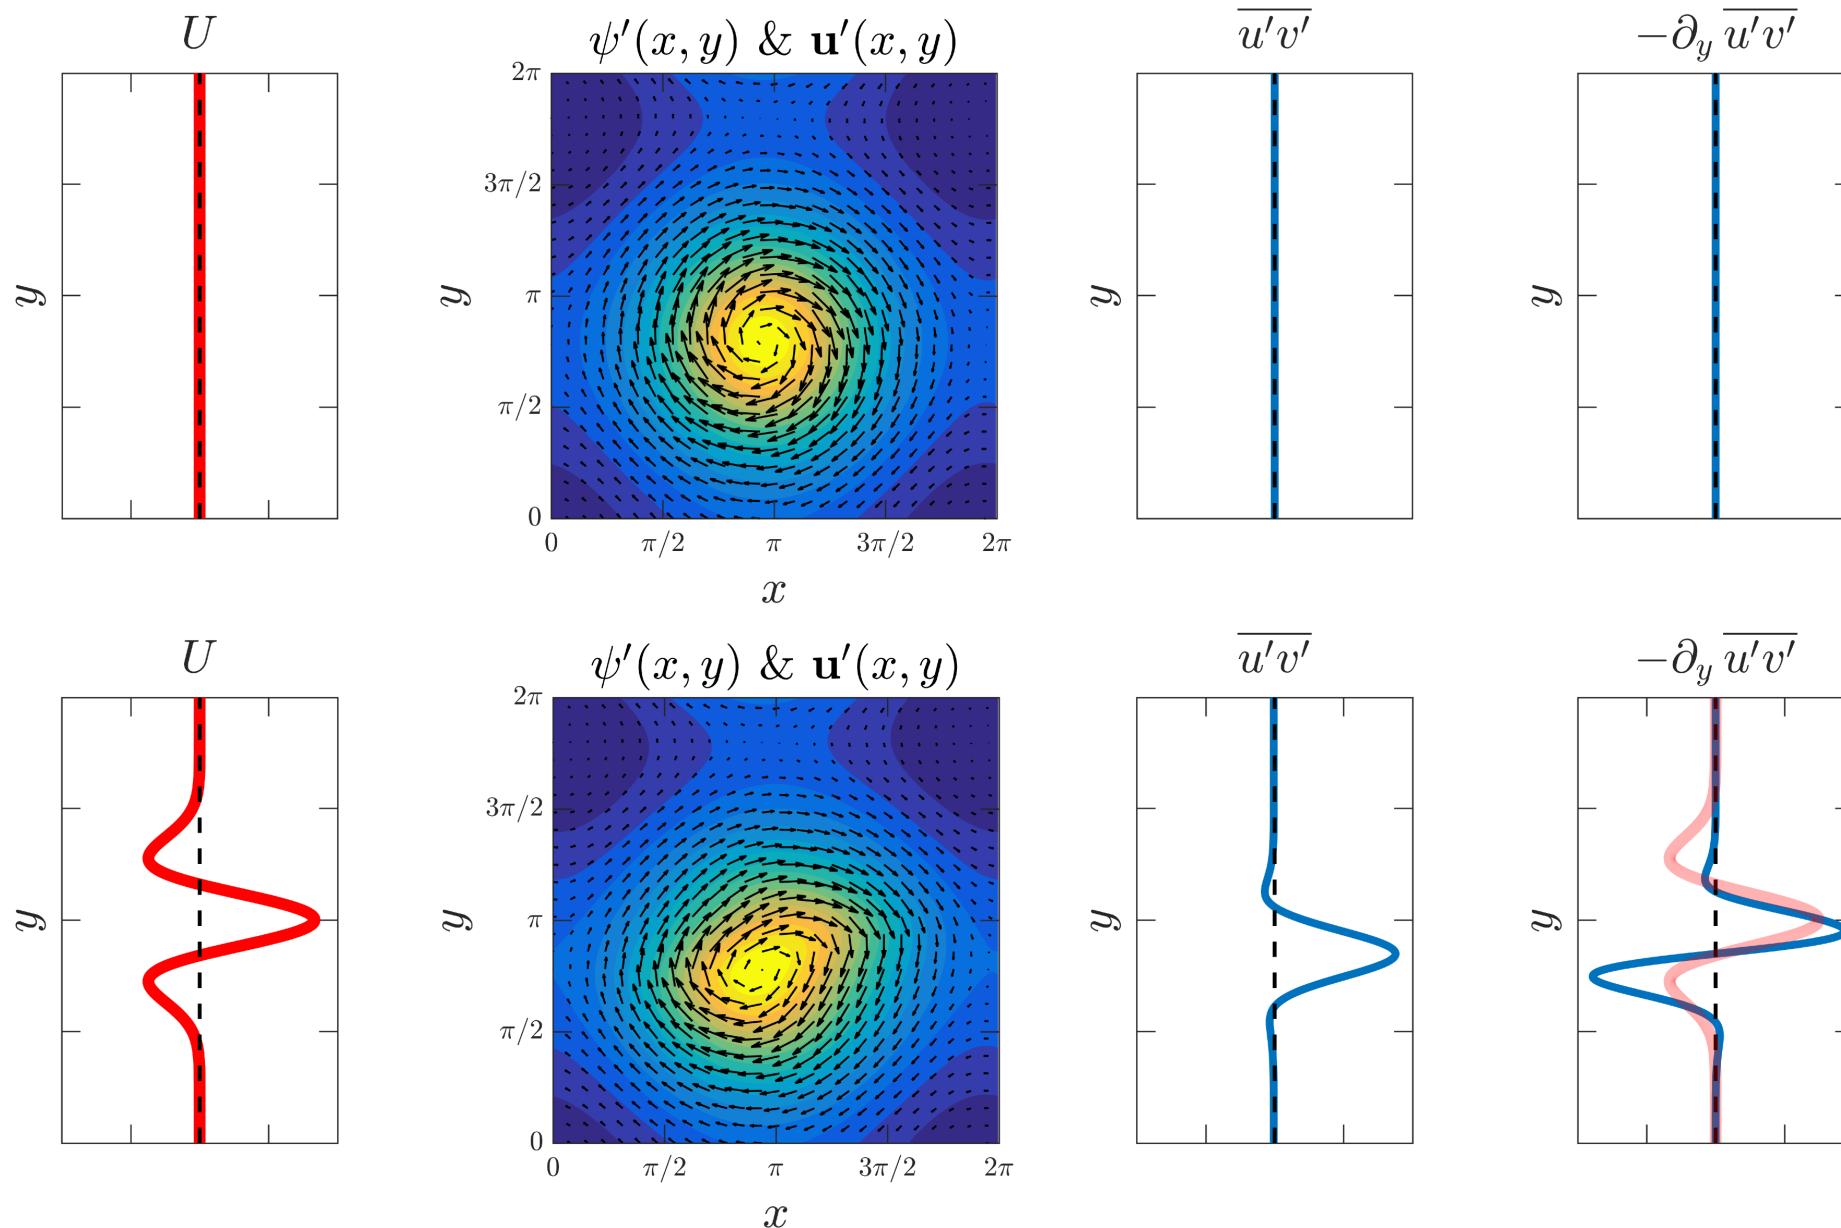 U
ψ′(x, y) & u′(x, y)
u′v′
−∂y u′v′
y
2π
3π/2
π
π/2
0
y
0 π/2 π 3π/2 2π
x
y
y
U
ψ′(x, y) & u′(x, y)
u′v′
−∂y u′v′
y
2π
3π/2
π
π/2
0
y
0 π/2 π 3π/2 2π
x
y
y